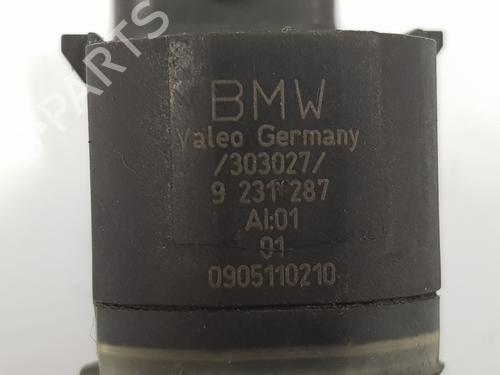 BMW
Valeo Germany
/303027/
9 231 287
AI:01
01
0905110210